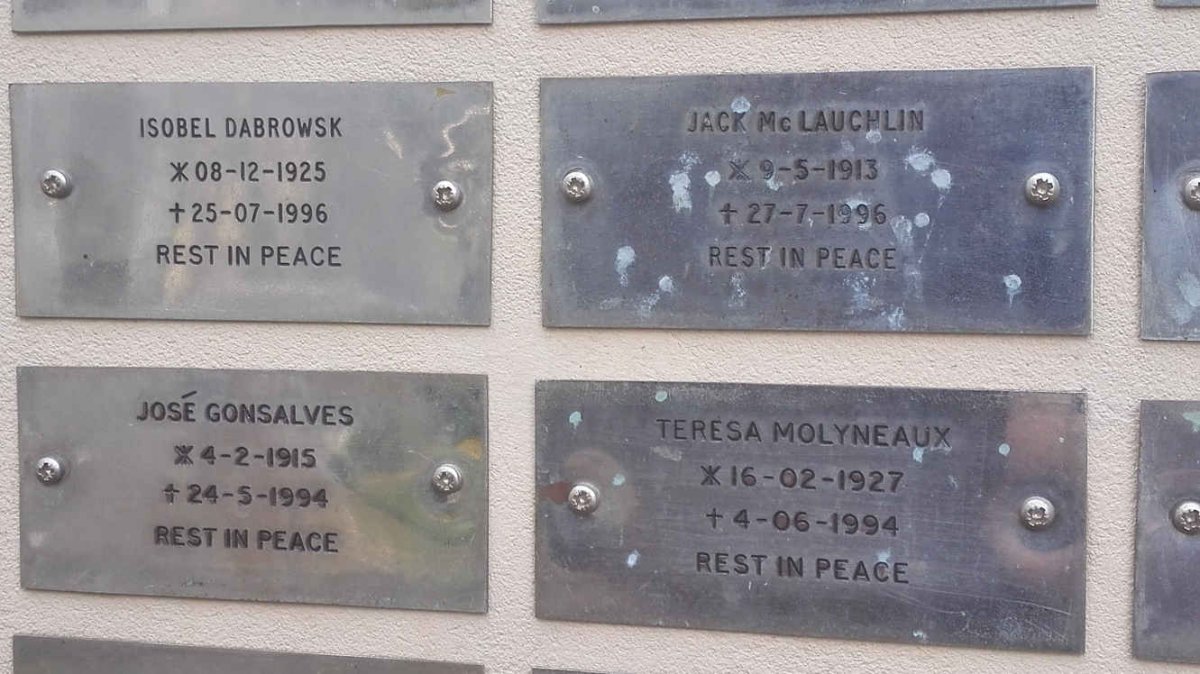 ISOBEL DABROWSK
⚹ 08-12-1925
† 25-07-1996
REST IN PEACE
JACK Mc LAUCHLIN
⚹ 9-5-1913
† 27-7-1996
REST IN PEACE
JOSÉ GONSALVES
⚹ 4-2-1915
† 24-5-1994
REST IN PEACE
TERESA MOLYNEAUX
⚹ 16-02-1927
† 4-06-1994
REST IN PEACE